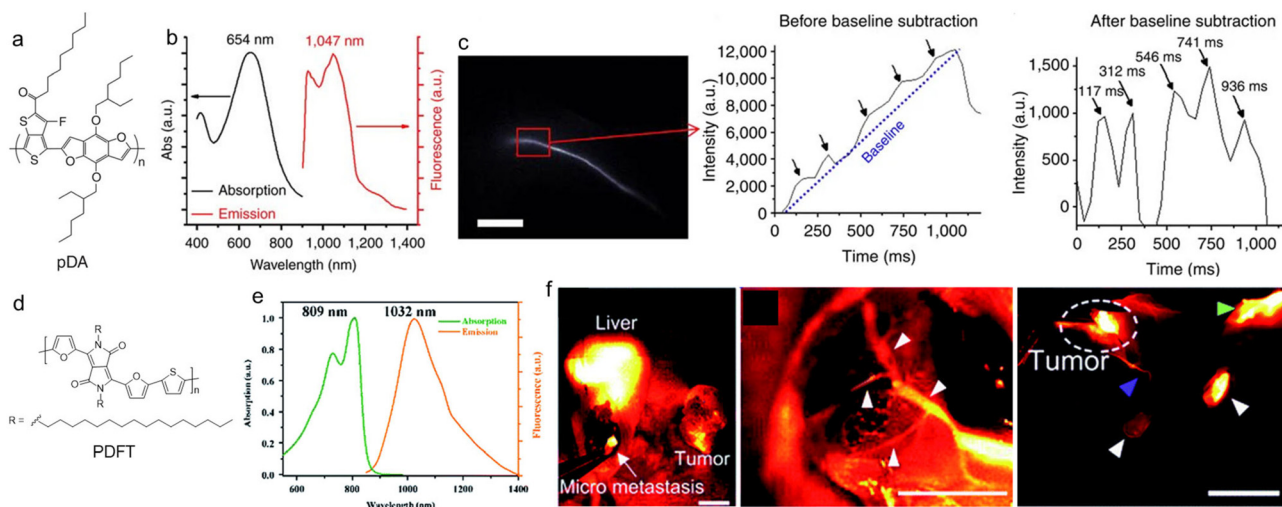 a
O
S
F
O
O
O
S
O
n
pDA
b
654 nm
1,047 nm
Abs (a.u.)
Fluorescence (a.u.)
Absorption
Emission
400
600
800
1,000
1,200
1,400
Wavelength (nm)
c
Before baseline subtraction
12,000
10,000
8,000
6,000
4,000
2,000
0
Intensity (a.u.)
Baseline
0
250
500
750
1,000
Time (ms)
After baseline subtraction
1,500
1,000
500
0
Intensity (a.u.)
117 ms
312 ms
546 ms
741 ms
936 ms
0
250
500
750
1,000
Time (ms)
d
R
O
N
O
O
N
R
O
S
n
R =
PDFT
e
809 nm
1032 nm
Absorption
Emission
Absorption (a.u.)
Fluorescence (a.u.)
1.0
0.8
0.6
0.4
0.2
0.0
600
800
1000
1200
1400
Wavelength (nm)
f
Liver
Tumor
Micro metastasis
Tumor